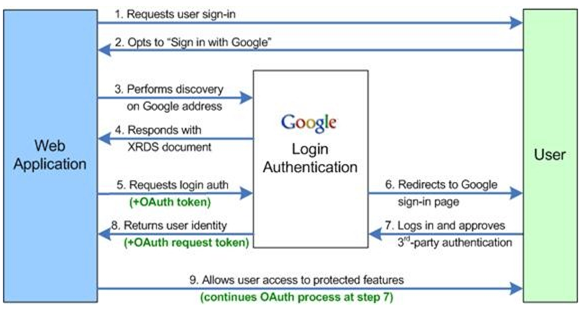 1. Requests user sign-in
2. Opts to “Sign in with Google”
3. Performs discovery
on Google address
4. Responds with
XRDS document
Google
Login
Authentication
Web
Application
User
5. Requests login auth
(+OAuth token)
6. Redirects to Google
sign-in page
8. Returns user identity
(+OAuth request token)
7. Logs in and approves
3rd-party authentication
9. Allows user access to protected features
(continues OAuth process at step 7)